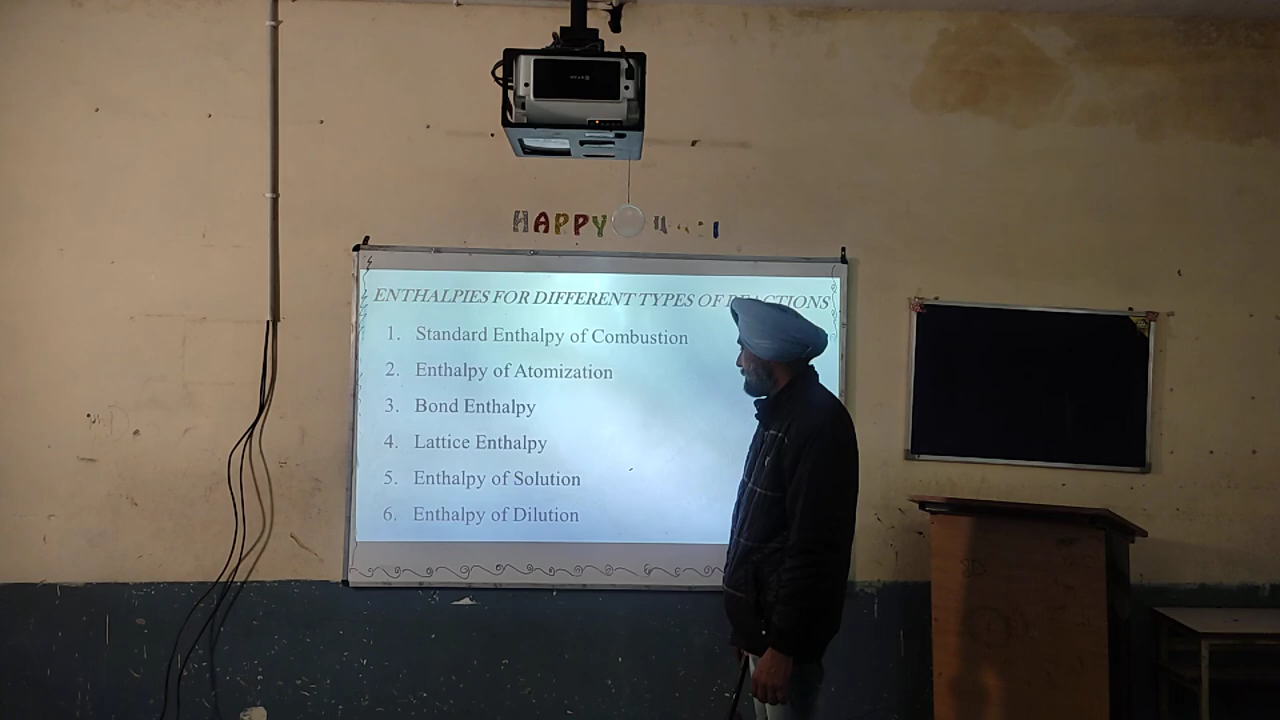 HAPPY
ENTHALPIES FOR DIFFERENT TYPES OF REACTIONS
1. Standard Enthalpy of Combustion
2. Enthalpy of Atomization
3. Bond Enthalpy
4. Lattice Enthalpy
5. Enthalpy of Solution
6. Enthalpy of Dilution